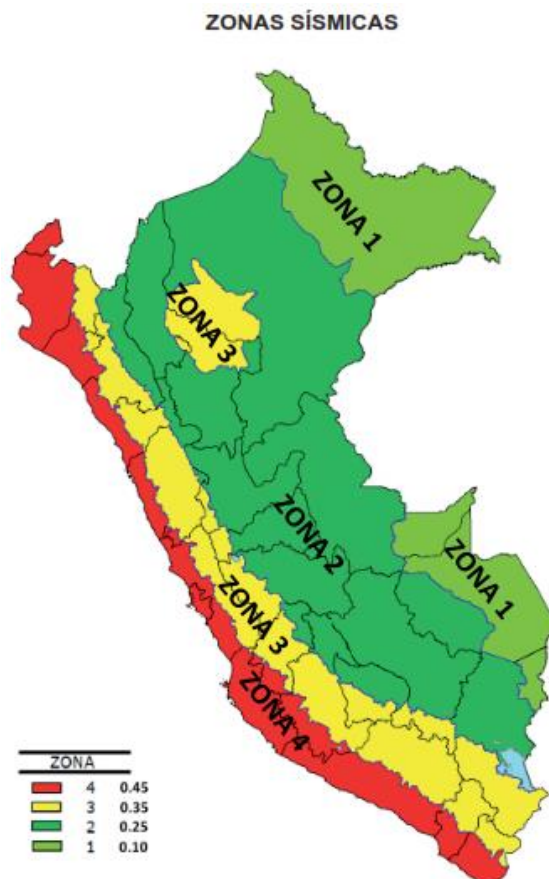 ZONAS SÍSMICAS
ZONA 1
ZONA 3
ZONA 2
ZONA 1
ZONA 3
ZONA 4
ZONA
4 0.45
3 0.35
2 0.25
1 0.10